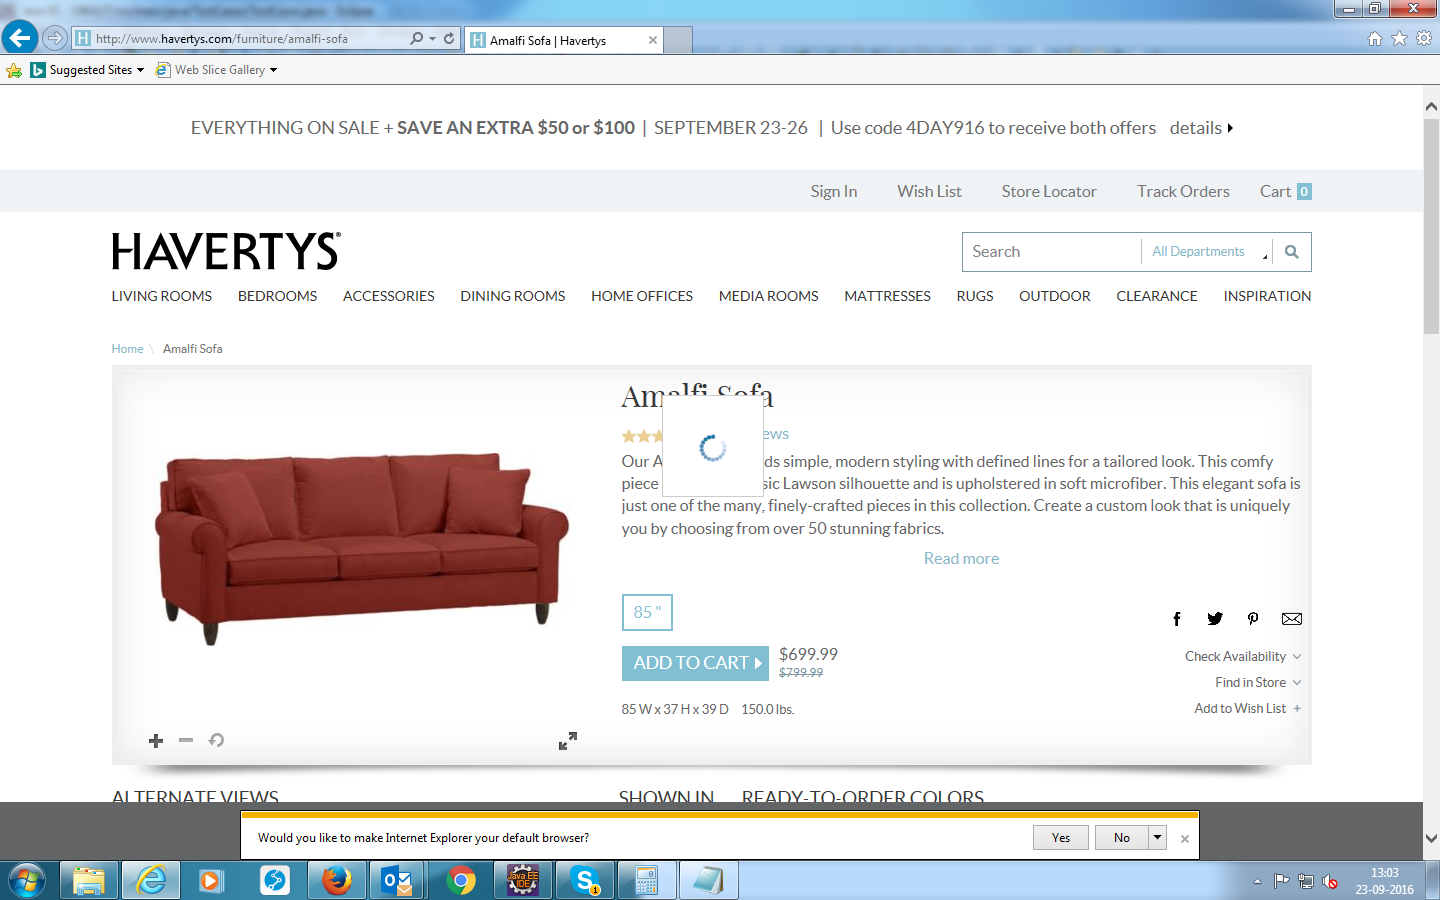 http://www.havertys.com/furniture/amalfi-sofa
Amalfi Sofa | Havertys
Suggested Sites
Web Slice Gallery
EVERYTHING ON SALE + SAVE AN EXTRA $50 or $100 | SEPTEMBER 23-26 | Use code 4DAY916 to receive both offers details
Sign In
Wish List
Store Locator
Track Orders
Cart 0
HAVERTYS®
Search
All Departments
LIVING ROOMS
BEDROOMS
ACCESSORIES
DINING ROOMS
HOME OFFICES
MEDIA ROOMS
MATTRESSES
RUGS
OUTDOOR
CLEARANCE
INSPIRATION
Home \ Amalfi Sofa
Amalfi Sofa
Our simple, modern styling with defined lines for a tailored look. This comfy
piece Lawson silhouette and is upholstered in soft microfiber. This elegant sofa is
just one of the many, finely-crafted pieces in this collection. Create a custom look that is uniquely
you by choosing from over 50 stunning fabrics.
Read more
85 "
ADD TO CART
$699.99
$799.99
85 W x 37 H x 39 D 150.0 lbs.
Check Availability
Find in Store
Add to Wish List +
ALTERNATE VIEWS
SHOWN IN
READY-TO-ORDER COLORS
Would you like to make Internet Explorer your default browser?
Yes
No
Java EE
IDE
1
13:03
23-09-2016